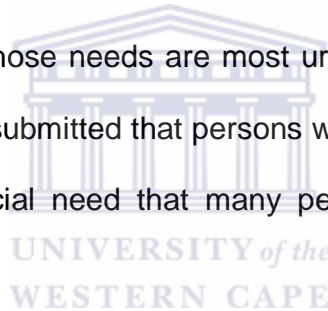 hose needs are most ur
submitted that persons w
cial need that many pe
UNIVERSITY of the
WESTERN CAPE